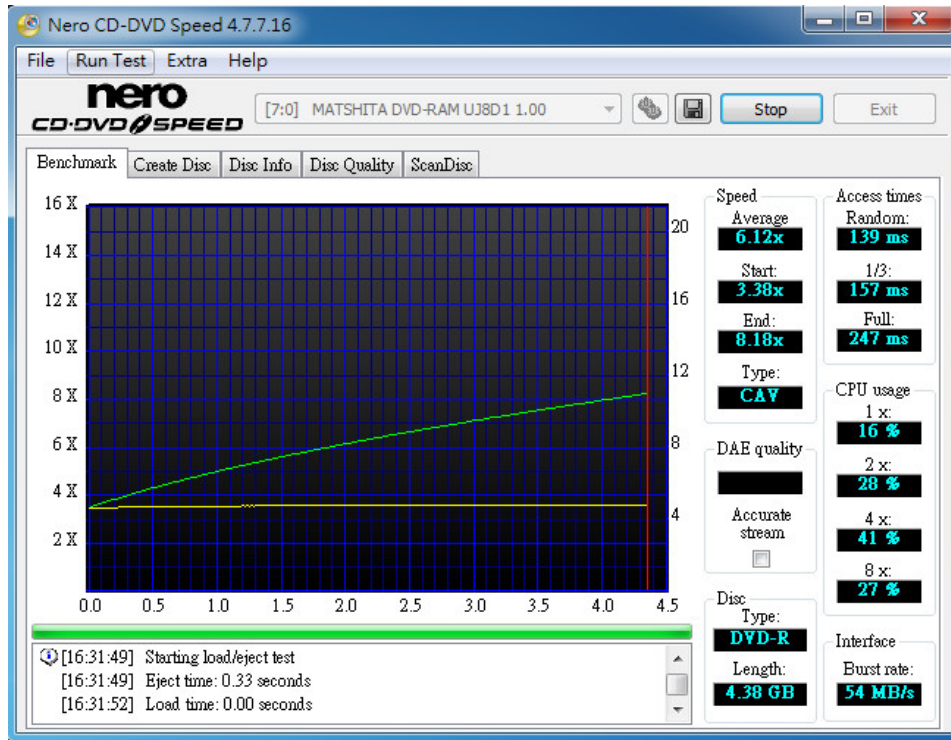 Nero CD-DVD Speed 4.7.7.16
File Run Test Extra Help
nero
CD·DVD SPEED
[7:0] MATSHITA DVD-RAM UJ8D1 1.00
Stop
Exit
Benchmark Create Disc Disc Info Disc Quality ScanDisc
16 X
14 X
12 X
10 X
8 X
6 X
4 X
2 X
20
16
12
8
4
0.0 0.5 1.0 1.5 2.0 2.5 3.0 3.5 4.0 4.5
Speed
Average
6.12x
Start:
3.38x
End:
8.18x
Type:
CAV
DAE quality
Accurate
stream
Disc
Type:
DVD-R
Length:
4.38 GB
Access times
Random:
139 ms
1/3:
157 ms
Full:
247 ms
CPU usage
1 x:
16 %
2 x:
28 %
4 x:
41 %
8 x:
27 %
Interface
Burst rate:
54 MB/s
[16:31:49] Starting load/eject test
[16:31:49] Eject time: 0.33 seconds
[16:31:52] Load time: 0.00 seconds